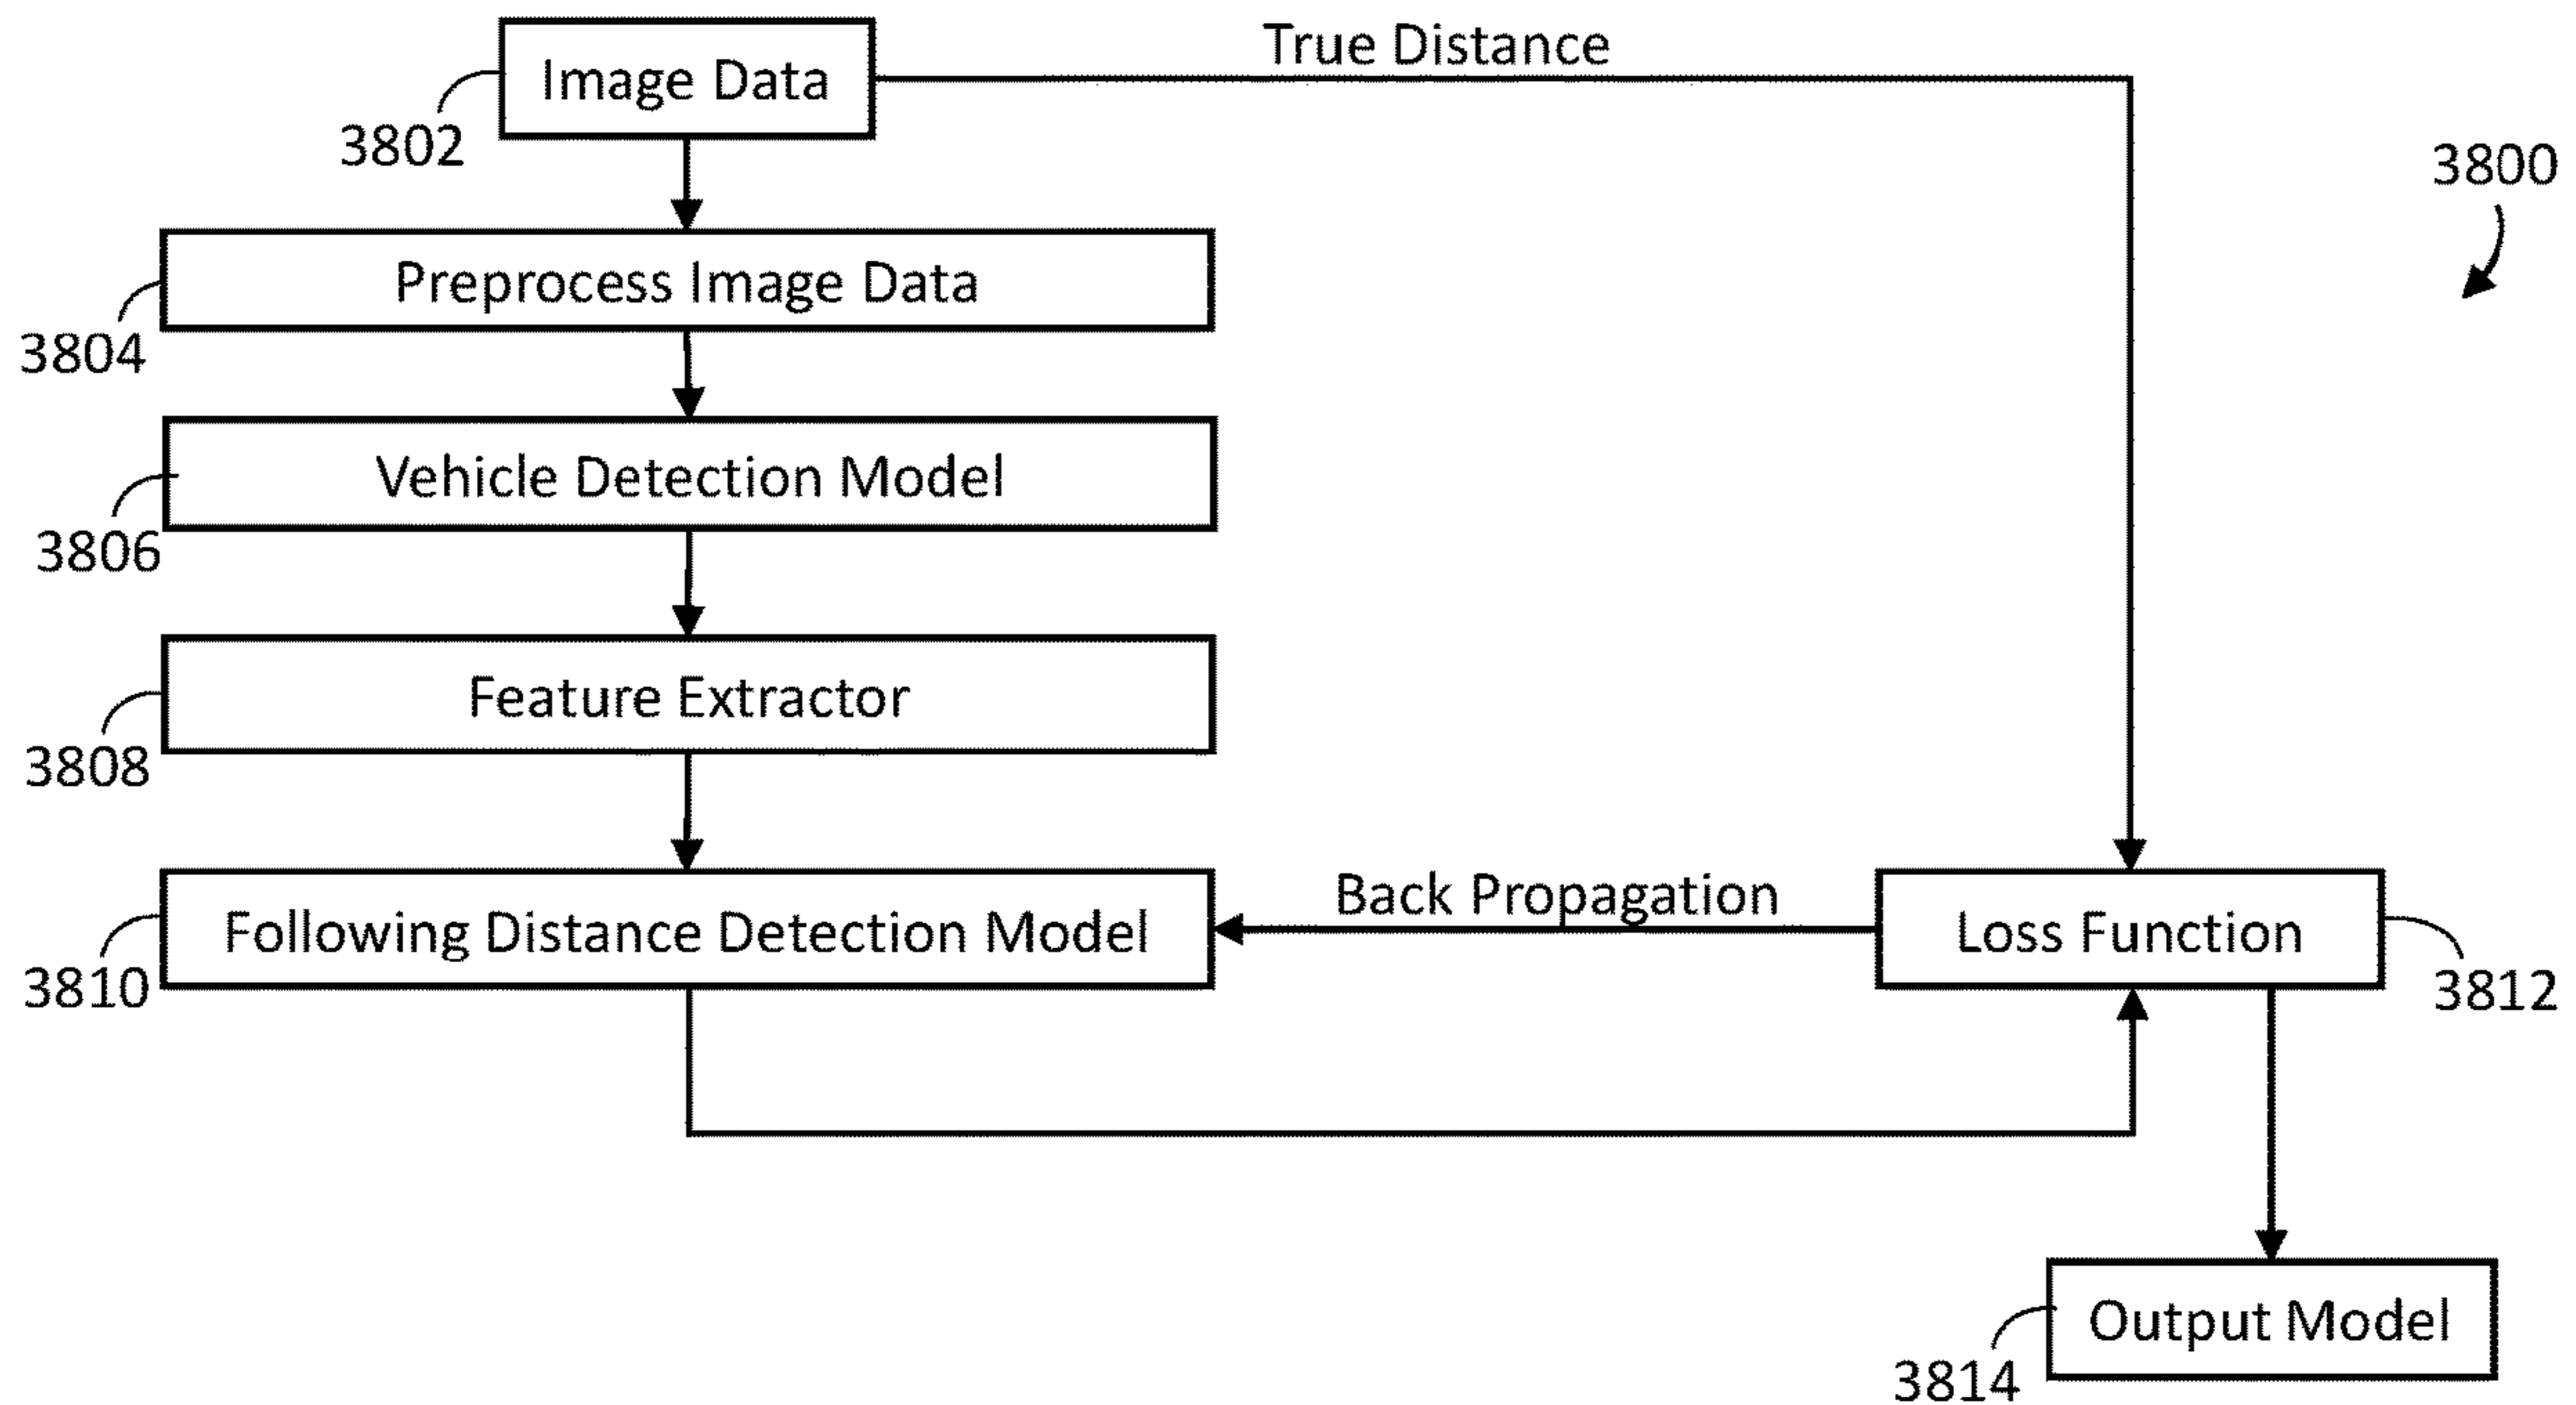 Image Data
True Distance
3802
3800
Preprocess Image Data
3804
Vehicle Detection Model
3806
Feature Extractor
3808
Following Distance Detection Model
Back Propagation
Loss Function
3810
3812
Output Model
3814